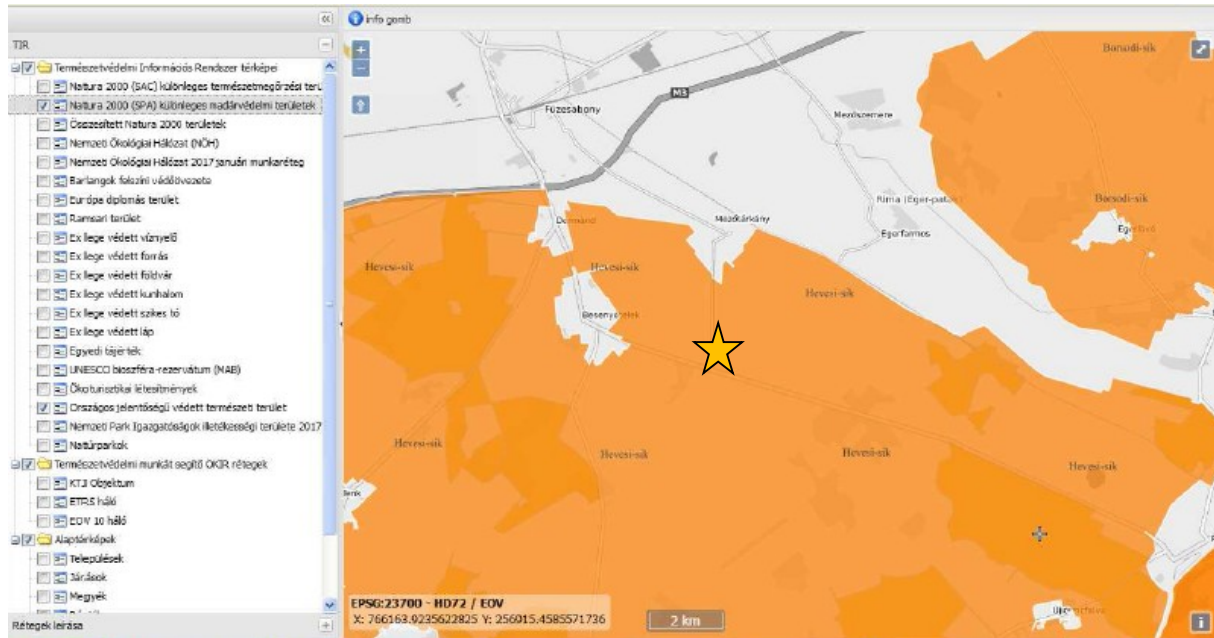 info gomb
TIR
Természetvédelmi Információs Rendszer térképei
Natura 2000 (SAC) különleges természetmegőrzési terü
Natura 2000 (SPA) különleges madárvédelmi területek
Összesített Natura 2000 területek
Nemzeti Ökológiai Hálózat (NÖH)
Nemzeti Ökológiai Hálózat 2017 január munkaréteg
Barlangok felszíni védőövezete
Európa diplomás terület
Ramsari terület
Ex lege védett víznyelő
Ex lege védett forrás
Ex lege védett földvár
Ex lege védett kunhalom
Ex lege védett szikes tó
Ex lege védett láp
Egyedi tájérték
UNESCO bioszféra-rezervátum (MAB)
Ökoturisztikai létesítmények
Országos jelentőségű védett természeti terület
Nemzeti Park Igazgatóságok illetékességi területe 2017
Natúrparkok
Természetvédelmi munkát segítő OKIR rétegek
KTJ Objektum
ETRS háló
EOV 10 háló
Alaptérképek
Települések
Járások
Megyék
Rétegek leírása
Borsodi-sík
M3
Füzesabony
Mezőszemere
Rima (Eger-patak)
Borsodi-sík
Dormánd
Mezőtárkány
Egerfarmos
Hevesi-sík
Hevesi-sík
Hevesi-sík
Besenyőtelek
Hevesi-sík
Hevesi-sík
Hevesi-sík
Hevesi-sík
EPSG:23700 - HD72 / EOV
X: 766163.9235622825 Y: 256915.4585571736
2 km